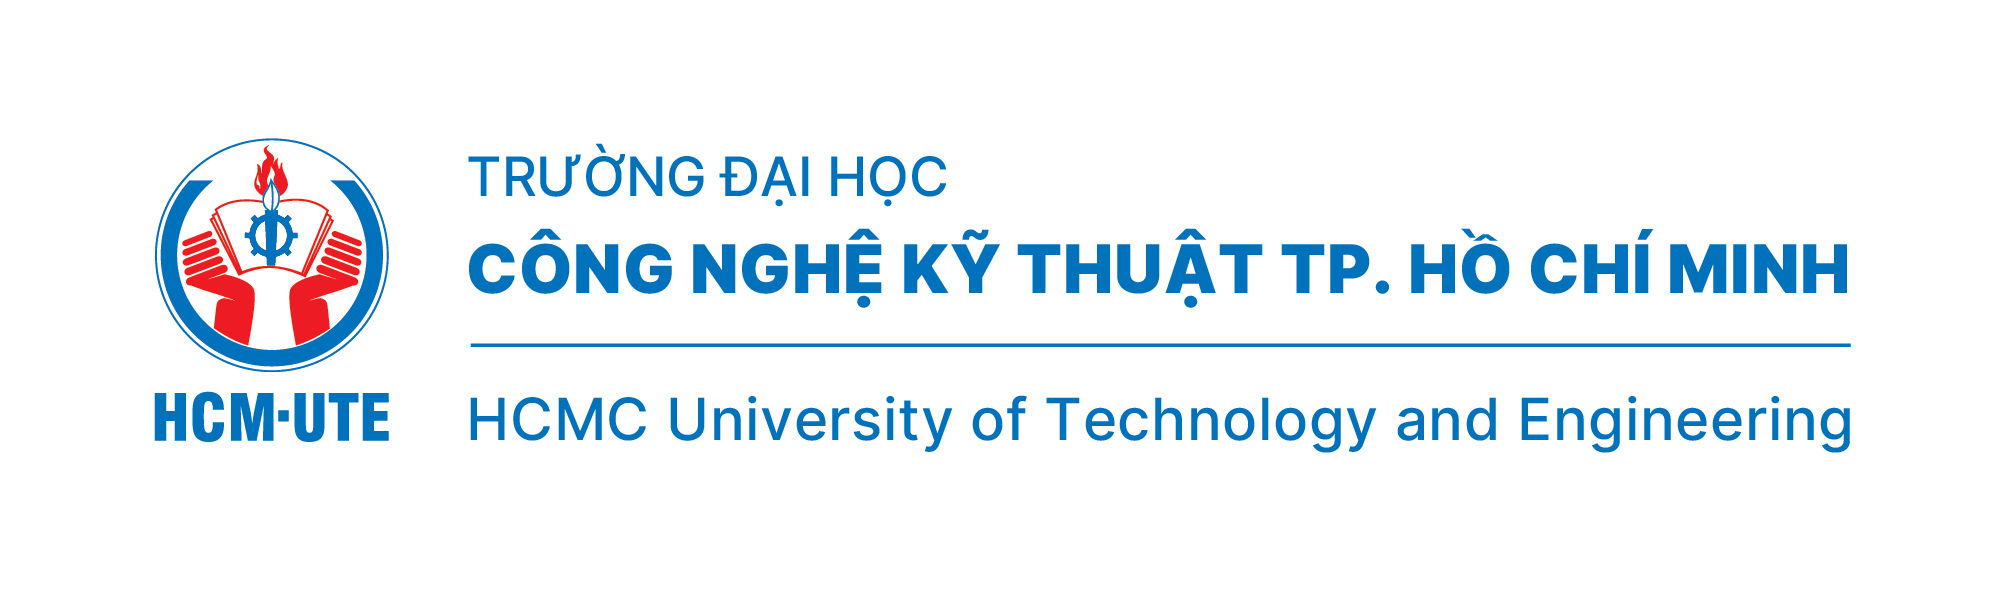 TRƯỜNG ĐẠI HỌC
CÔNG NGHỆ KỸ THUẬT TP. HỒ CHÍ MINH
HCM-UTE
HCMC University of Technology and Engineering